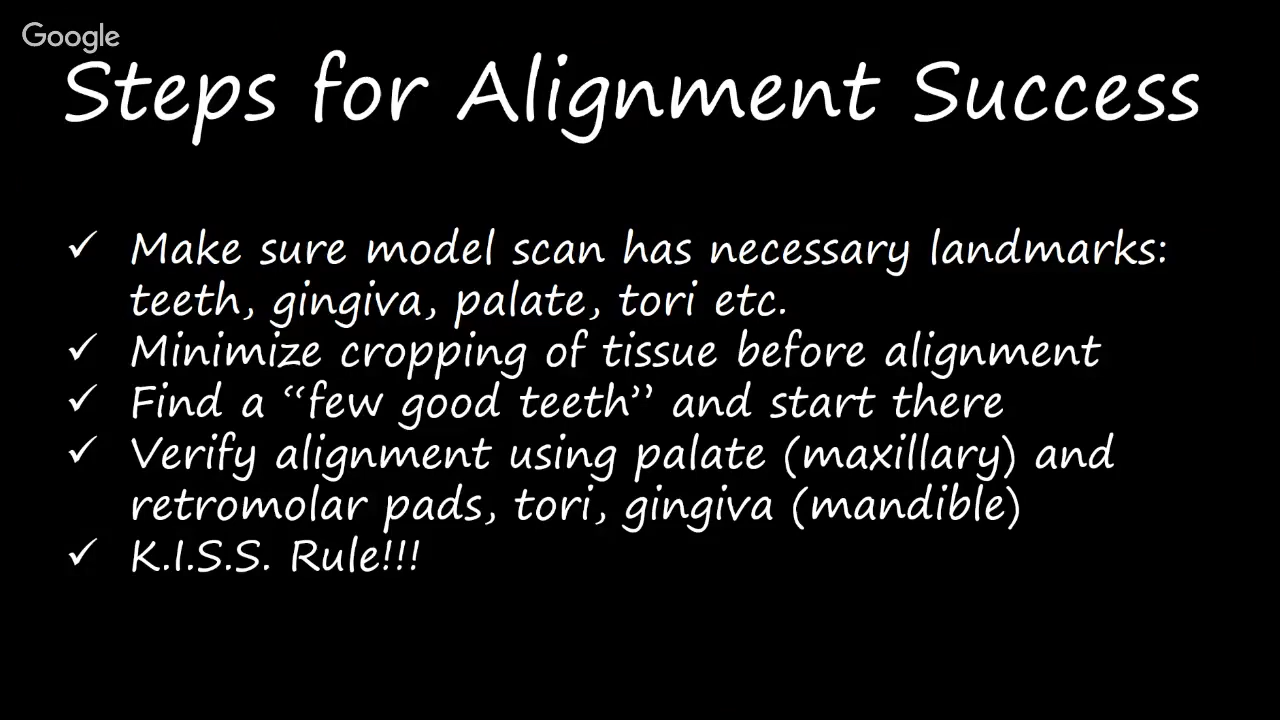 Google
Steps for Alignment Success
✓ Make sure model scan has necessary landmarks:
teeth, gingiva, palate, tori etc.
✓ Minimize cropping of tissue before alignment
✓ Find a “few good teeth” and start there
✓ Verify alignment using palate (maxillary) and
retromolar pads, tori, gingiva (mandible)
✓ K.I.S.S. Rule!!!